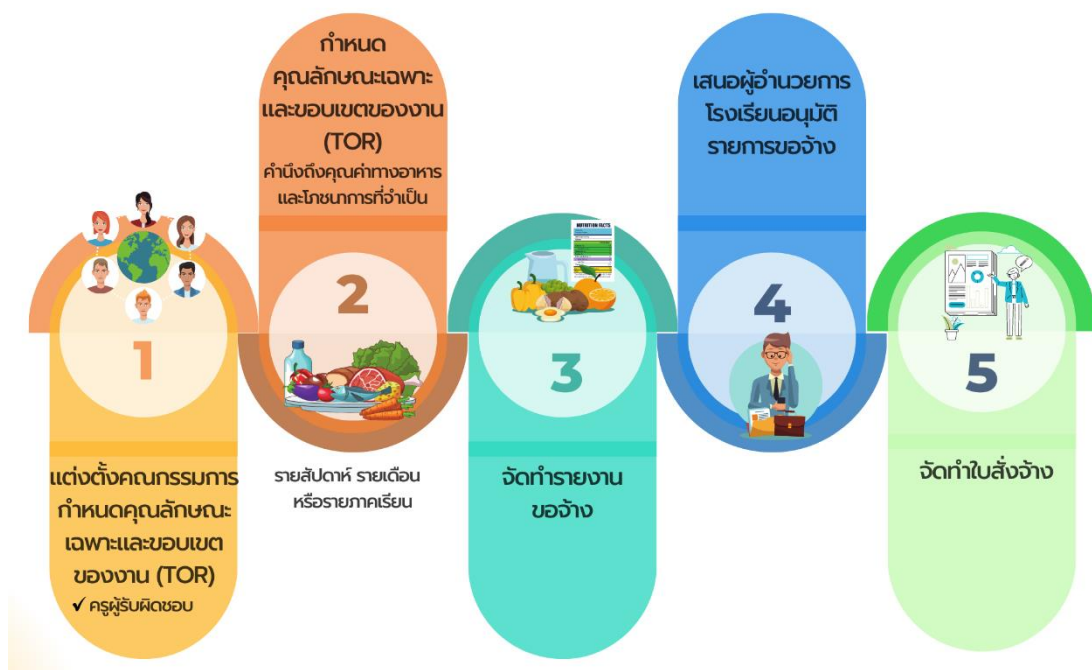 1
แต่งตั้งคณะกรรมการ
กำหนดคุณลักษณะ
เฉพาะและขอบเขต
ของงาน (TOR)
✓ ครูผู้รับผิดชอบ
กำหนด
คุณลักษณะเฉพาะ
และขอบเขตของงาน
(TOR)
คำนึงถึงคุณค่าทางอาหาร
และโภชนาการที่จำเป็น
2
รายสัปดาห์ รายเดือน
หรือรายภาคเรียน
NUTRITION FACTS
3
จัดทำรายงาน
ขอจ้าง
เสนอผู้อำนวยการ
โรงเรียนอนุมัติ
รายการขอจ้าง
4
5
จัดทำใบสั่งจ้าง